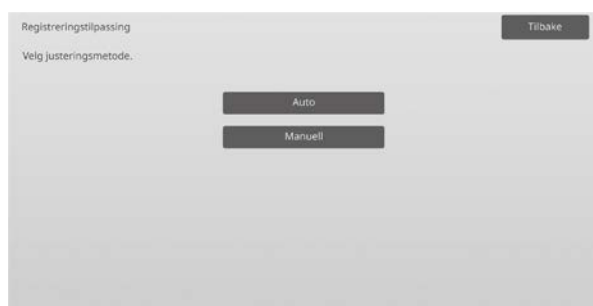 Registreringstilpassing
Tilbake
Velg justeringsmetode.
Auto
Manuell